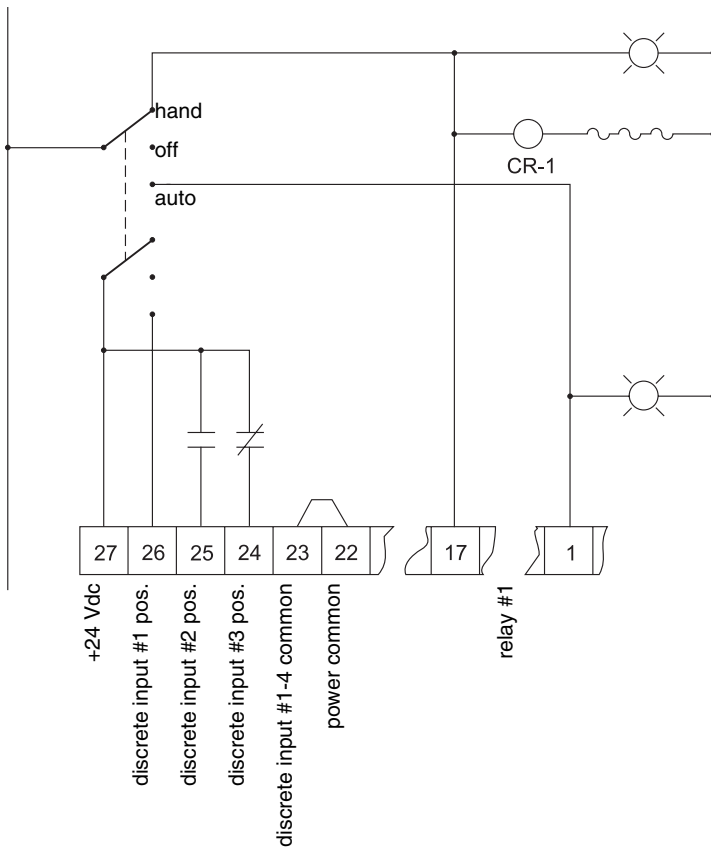 hand
off
auto
CR-1
27
26
25
24
23
22
17
1
+24 Vdc
discrete input #1 pos.
discrete input #2 pos.
discrete input #3 pos.
discrete input #1-4 common
power common
relay #1